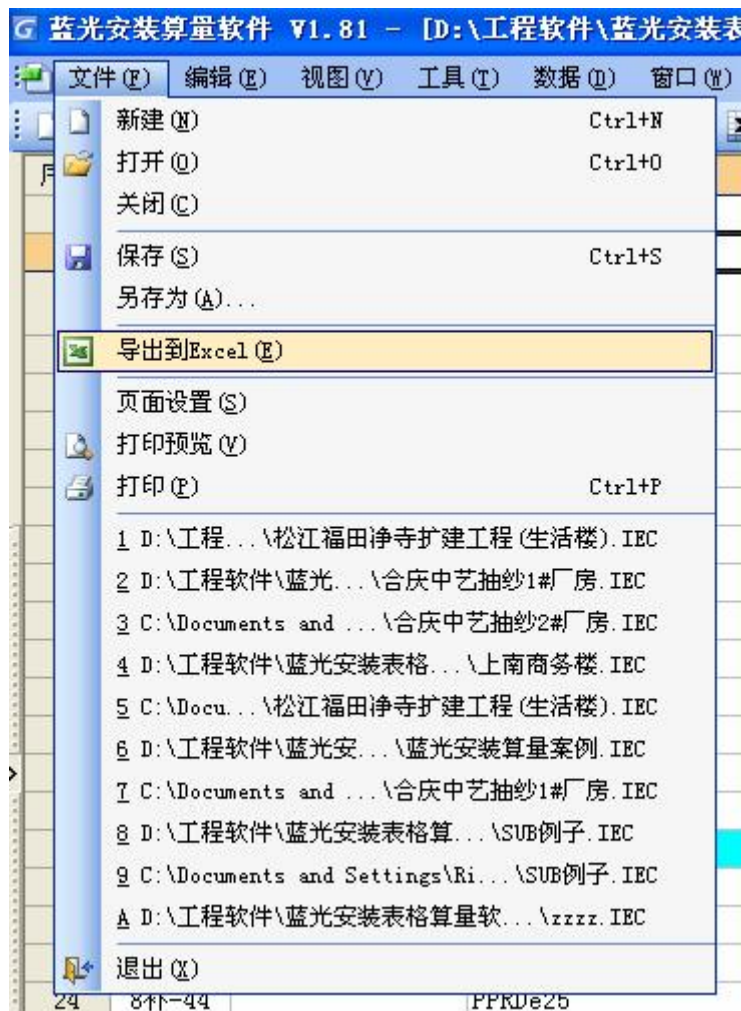 蓝光安装算量软件 V1.81 - [D:\工程软件\蓝光安装表
文件(F) 编辑(E) 视图(V) 工具(T) 数据(D) 窗口(W)
新建(N) Ctrl+N
打开(O) Ctrl+O
关闭(C)
保存(S) Ctrl+S
另存为(A)...
导出到Excel(E)
页面设置(S)
打印预览(V)
打印(P) Ctrl+P
1 D:\工程...\松江福田净寺扩建工程(生活楼).IEC
2 D:\工程软件\蓝光...\合庆中艺抽纱1#厂房.IEC
3 C:\Documents and ...\合庆中艺抽纱2#厂房.IEC
4 D:\工程软件\蓝光安装表格...\上南商务楼.IEC
5 C:\Docu...\松江福田净寺扩建工程(生活楼).IEC
6 D:\工程软件\蓝光安...\蓝光安装算量案例.IEC
7 C:\Documents and ...\合庆中艺抽纱1#厂房.IEC
8 D:\工程软件\蓝光安装表格算...\SUB例子.IEC
9 C:\Documents and Settings\Ri...\SUB例子.IEC
A D:\工程软件\蓝光安装表格算量软...\zzzz.IEC
退出(X)
24 8补-44 PPRDe25